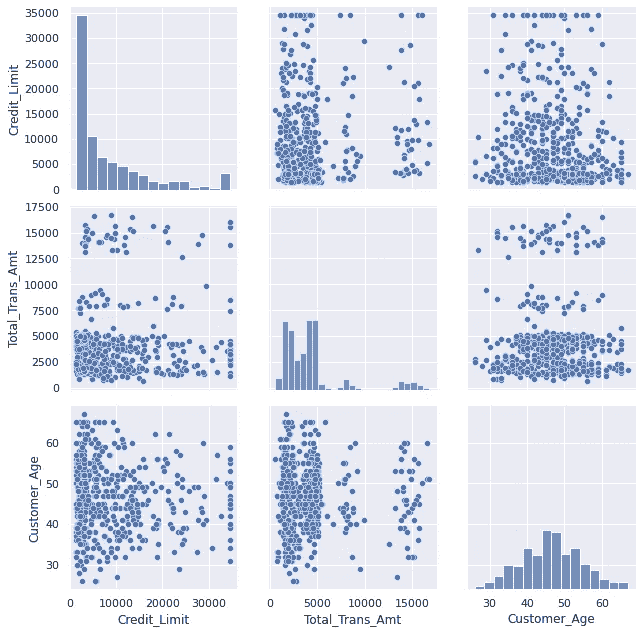 35000
30000
25000
20000
15000
10000
5000
0
Credit_Limit
17500
15000
12500
10000
7500
5000
2500
0
Total_Trans_Amt
60
50
40
30
Customer_Age
0 10000 20000 30000
Credit_Limit
0 5000 10000 15000
Total_Trans_Amt
30 40 50 60
Customer_Age